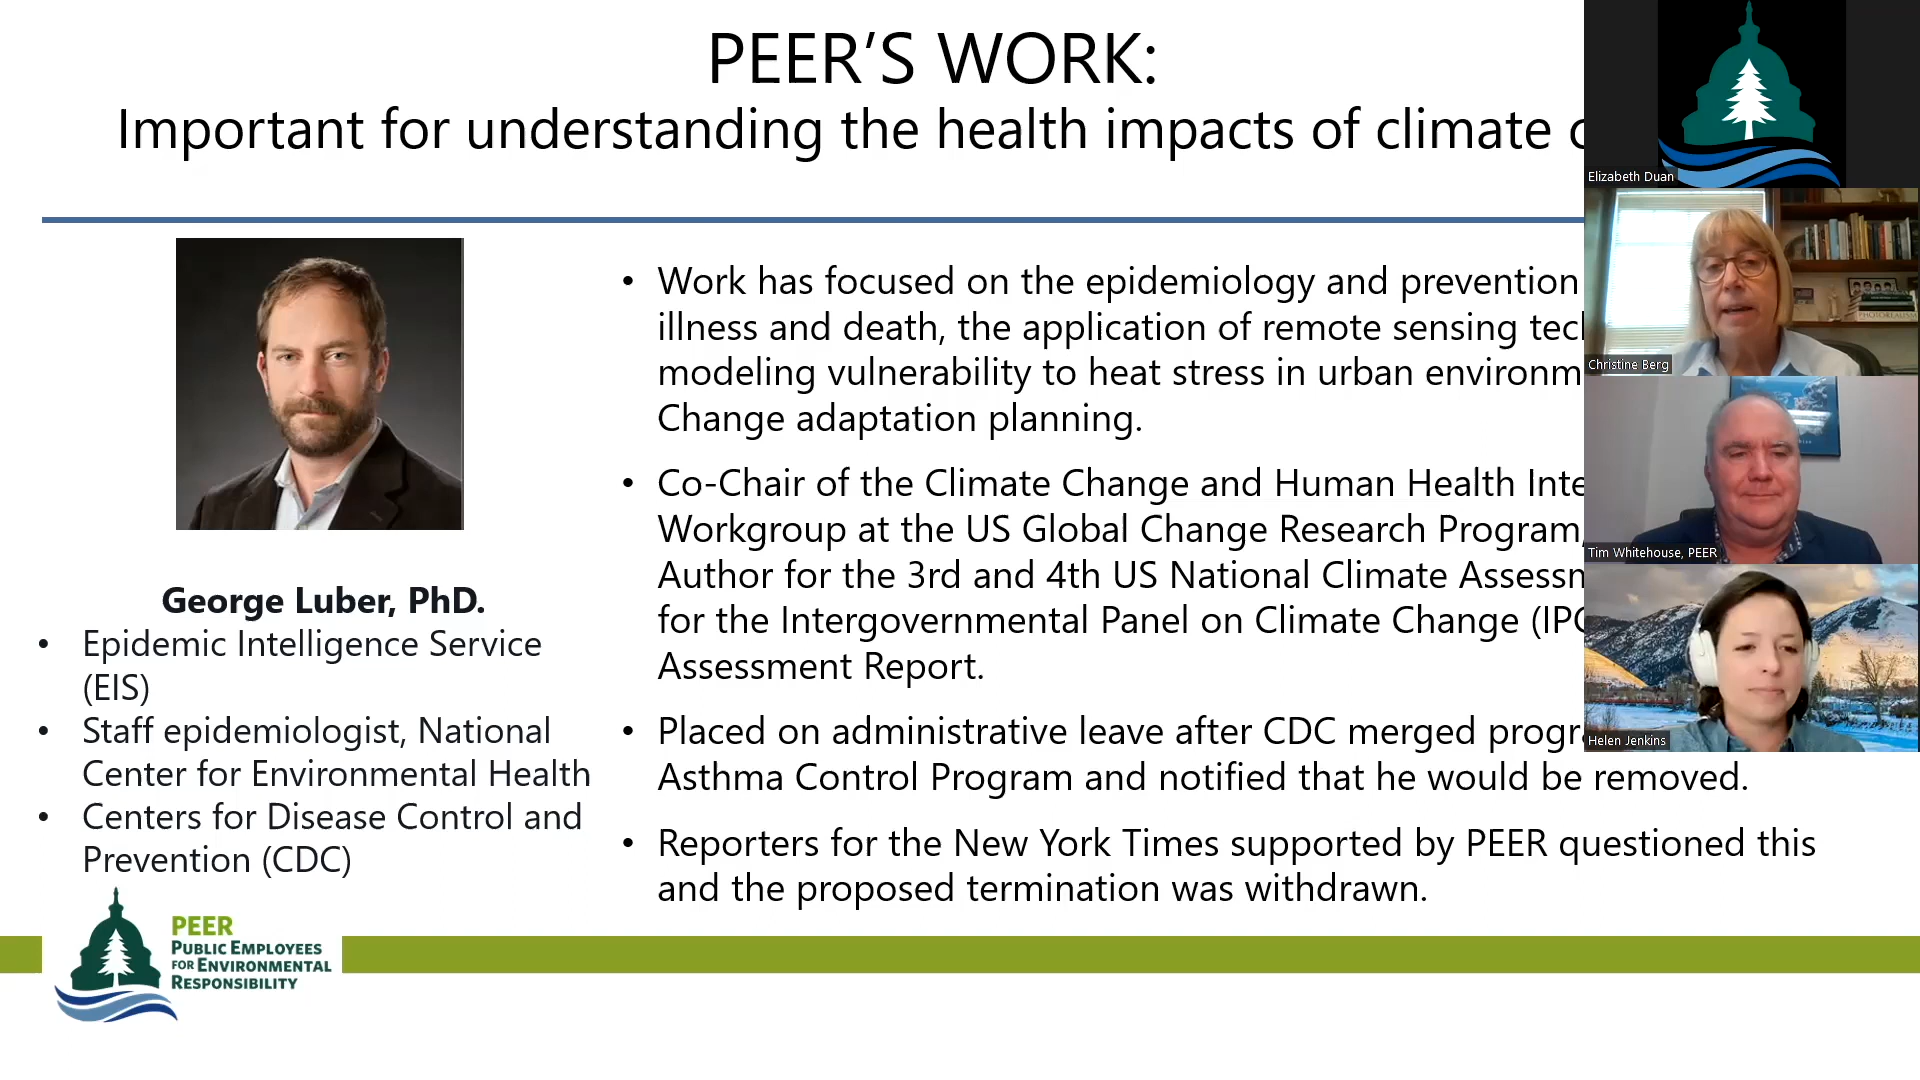 PEER’S WORK:
Important for understanding the health impacts of climate
Elizabeth Duan
Christine Berg
Tim Whitehouse, PEER
Helen Jenkins
George Luber, PhD.
• Epidemic Intelligence Service
(EIS)
• Staff epidemiologist, National
Center for Environmental Health
• Centers for Disease Control and
Prevention (CDC)
• Work has focused on the epidemiology and prevention
illness and death, the application of remote sensing
modeling vulnerability to heat stress in urban
Change adaptation planning.
• Co-Chair of the Climate Change and Human Health
Workgroup at the US Global Change Research Program,
Author for the 3rd and 4th US National Climate
for the Intergovernmental Panel on Climate Change
Assessment Report.
• Placed on administrative leave after CDC merged
Asthma Control Program and notified that he would be removed.
• Reporters for the New York Times supported by PEER questioned this
and the proposed termination was withdrawn.
PEER
PUBLIC EMPLOYEES
FOR ENVIRONMENTAL
RESPONSIBILITY